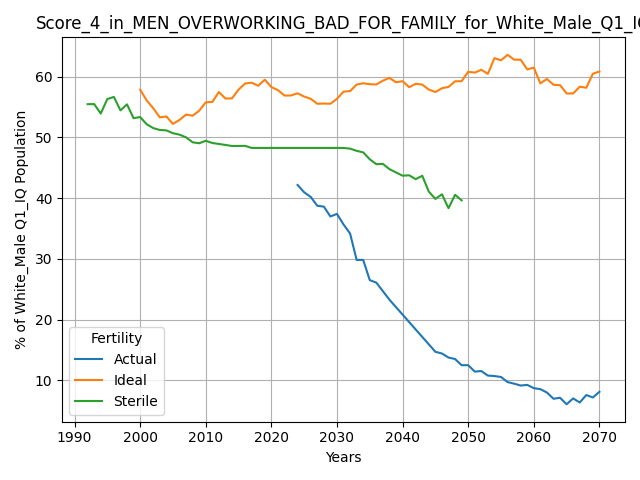 Score_4_in_MEN_OVERWORKING_BAD_FOR_FAMILY_for_White_Male_Q1_IQ
% of White_Male Q1_IQ Population
60
50
40
30
20
10
Fertility
Actual
Ideal
Sterile
1990 2000 2010 2020 2030 2040 2050 2060 2070
Years